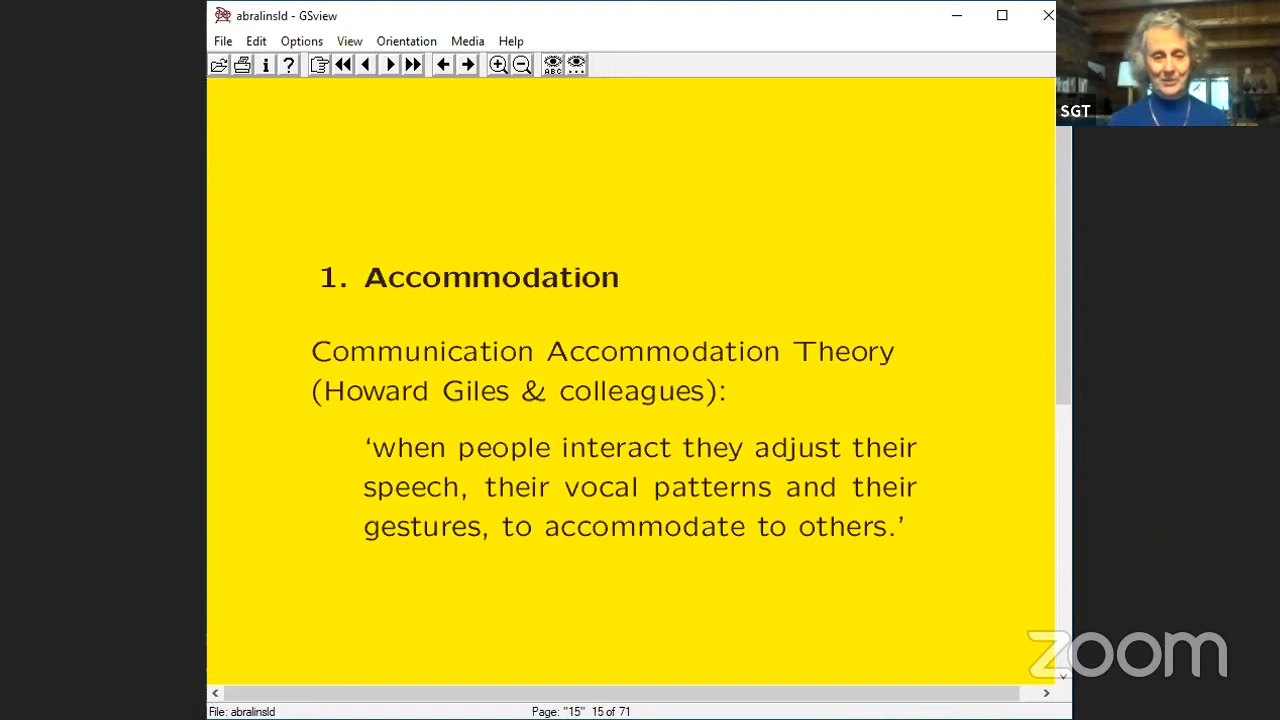 abralinsld - GSview
File Edit Options View Orientation Media Help
SGT
1. Accommodation
Communication Accommodation Theory
(Howard Giles & colleagues):
‘when people interact they adjust their
speech, their vocal patterns and their
gestures, to accommodate to others.’
zoom
File: abralinsld Page: "15" 15 of 71